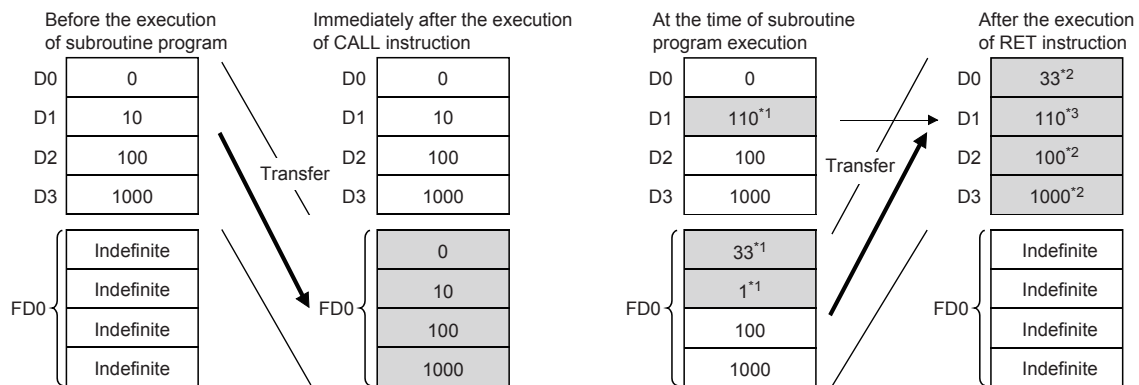 Before the execution
of subroutine program
D0 0
D1 10
D2 100
D3 1000
FD0
Indefinite
Indefinite
Indefinite
Indefinite
Transfer
Immediately after the execution
of CALL instruction
D0 0
D1 10
D2 100
D3 1000
FD0
0
10
100
1000
At the time of subroutine
program execution
D0 0
D1 110*1
D2 100
D3 1000
FD0
33*1
1*1
100
1000
Transfer
After the execution
of RET instruction
D0 33*2
D1 110*3
D2 100*2
D3 1000*2
FD0
Indefinite
Indefinite
Indefinite
Indefinite